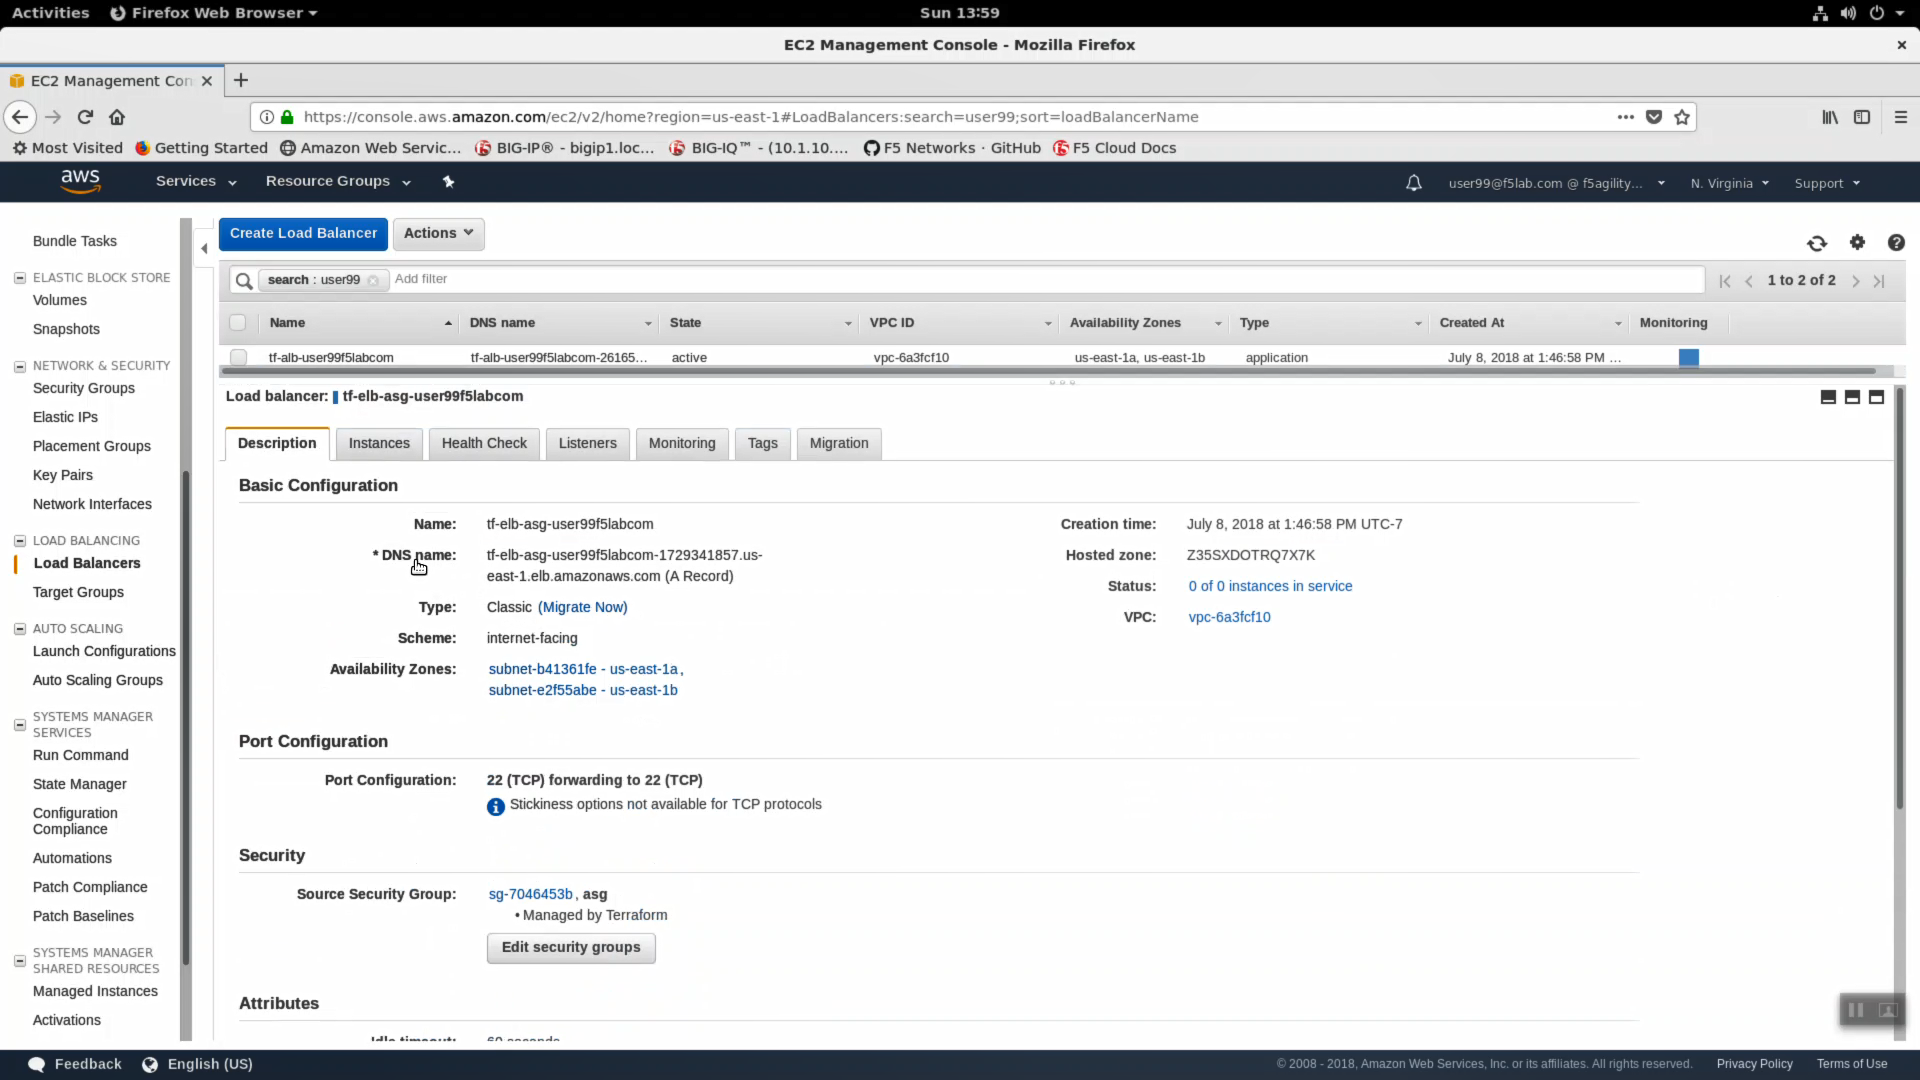 Activities Firefox Web Browser Sun 13:59
EC2 Management Console - Mozilla Firefox
EC2 Management Con
https://console.aws.amazon.com/ec2/v2/home?region=us-east-1#LoadBalancers:search=user99;sort=loadBalancerName
Most Visited Getting Started Amazon Web Servic... BIG-IP® - bigip1.loc... BIG-IQ™ - (10.1.10.... F5 Networks · GitHub F5 Cloud Docs
aws Services Resource Groups user99@f5lab.com @ f5agility... N. Virginia Support
Bundle Tasks
ELASTIC BLOCK STORE
Volumes
Snapshots
NETWORK & SECURITY
Security Groups
Elastic IPs
Placement Groups
Key Pairs
Network Interfaces
LOAD BALANCING
Load Balancers
Target Groups
AUTO SCALING
Launch Configurations
Auto Scaling Groups
SYSTEMS MANAGER
SERVICES
Run Command
State Manager
Configuration
Compliance
Automations
Patch Compliance
Patch Baselines
SYSTEMS MANAGER
SHARED RESOURCES
Managed Instances
Activations
Create Load Balancer Actions
search : user99 Add filter 1 to 2 of 2
Name DNS name State VPC ID Availability Zones Type Created At Monitoring
tf-alb-user99f5labcom tf-alb-user99f5labcom-26165... active vpc-6a3fcf10 us-east-1a, us-east-1b application July 8, 2018 at 1:46:58 PM ...
Load balancer: tf-elb-asg-user99f5labcom
Description Instances Health Check Listeners Monitoring Tags Migration
Basic Configuration
Name: tf-elb-asg-user99f5labcom
* DNS name: tf-elb-asg-user99f5labcom-1729341857.us-
east-1.elb.amazonaws.com (A Record)
Type: Classic (Migrate Now)
Scheme: internet-facing
Availability Zones: subnet-b41361fe - us-east-1a,
subnet-e2f55abe - us-east-1b
Creation time: July 8, 2018 at 1:46:58 PM UTC-7
Hosted zone: Z35SXDOTRQ7X7K
Status: 0 of 0 instances in service
VPC: vpc-6a3fcf10
Port Configuration
Port Configuration: 22 (TCP) forwarding to 22 (TCP)
Stickiness options not available for TCP protocols
Security
Source Security Group: sg-7046453b, asg
• Managed by Terraform
Edit security groups
Attributes
Idle timeout: 60 seconds
Feedback English (US) © 2008 - 2018, Amazon Web Services, Inc. or its affiliates. All rights reserved. Privacy Policy Terms of Use